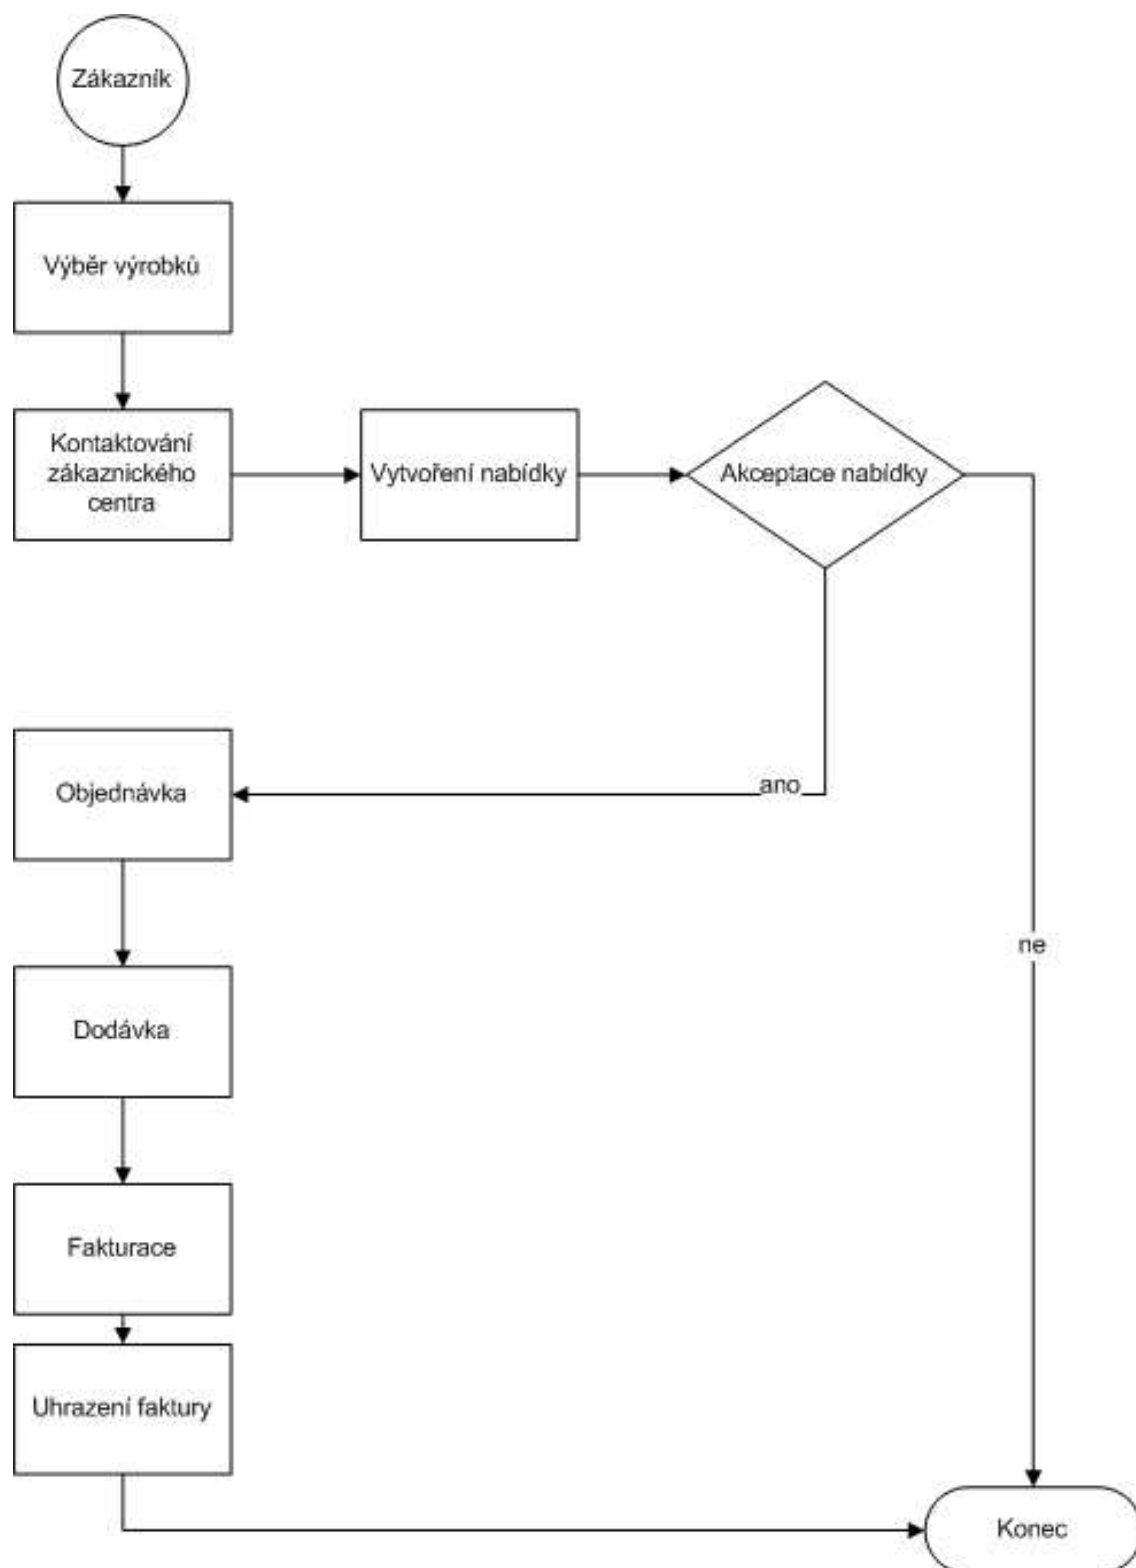 Zákazník
Výběr výrobků
Kontaktování
zákaznického
centra
Vytvoření nabídky
Akceptace nabídky
Objednávka
ano
ne
Dodávka
Fakturace
Uhrazení faktury
Konec